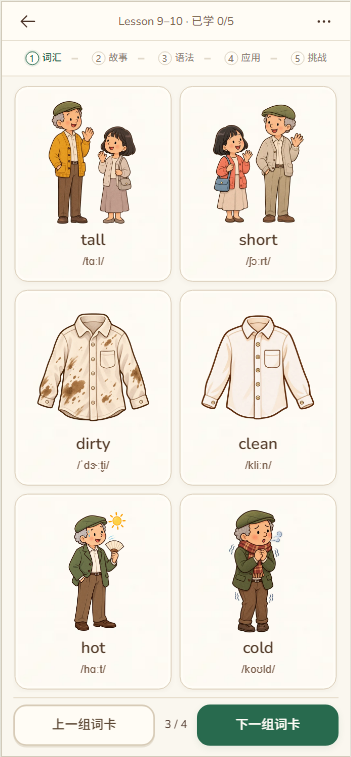 Lesson 9–10 · 已学 0/5
1 词汇 – 2 故事 – 3 语法 – 4 应用 – 5 挑战
tall short
/tɑːl/ /ʃɔːrt/
dirty clean
/ˈdɝːt̬i/ /kliːn/
hot cold
/hɑːt/ /koʊld/
上一组词卡 3 / 4 下一组词卡